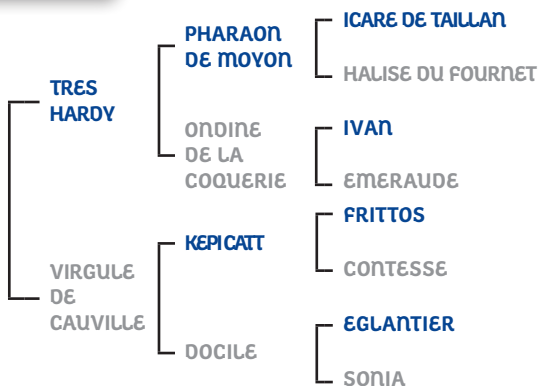 TRES
HARDY
VIRGULE
DE
CAUVILLE
PHARAON
DE MOYON
ONDINE
DE LA
COQUERIE
KEPICATT
DOCILE
ICARE DE TAILLAN
HALISE DU FOURNET
IVAN
EMERAUDE
FRITTOS
CONTESSE
EGLANTIER
SONIA